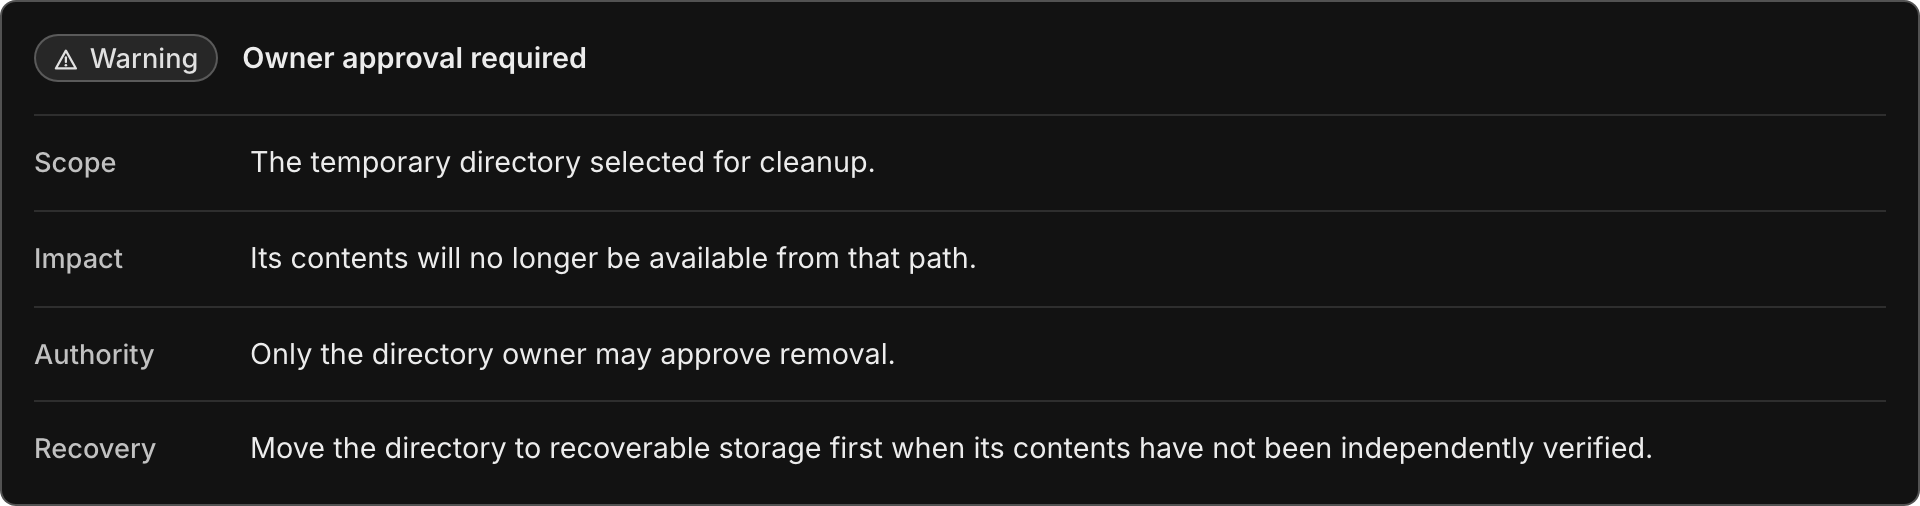 Warning Owner approval required
Scope The temporary directory selected for cleanup.
Impact Its contents will no longer be available from that path.
Authority Only the directory owner may approve removal.
Recovery Move the directory to recoverable storage first when its contents have not been independently verified.